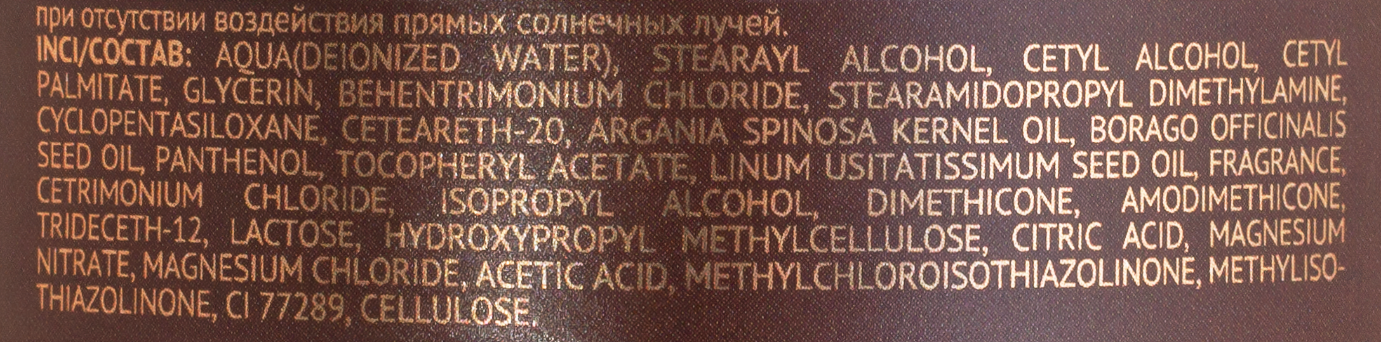 при отсутствии воздействия прямых солнечных лучей.
INCI/СОСТАВ: AQUA(DEIONIZED WATER), STEARAYL ALCOHOL, CETYL ALCOHOL, CETYL
PALMITATE, GLYCERIN, BEHENTRIMONIUM CHLORIDE, STEARAMIDOPROPYL DIMETHYLAMINE,
CYCLOPENTASILOXANE, CETEARETH-20, ARGANIA SPINOSA KERNEL OIL, BORAGO OFFICINALIS
SEED OIL, PANTHENOL, TOCOPHERYL ACETATE, LINUM USITATISSIMUM SEED OIL, FRAGRANCE,
CETRIMONIUM CHLORIDE, ISOPROPYL ALCOHOL, DIMETHICONE, AMODIMETHICONE,
TRIDECETH-12, LACTOSE, HYDROXYPROPYL METHYLCELLULOSE, CITRIC ACID, MAGNESIUM
NITRATE, MAGNESIUM CHLORIDE, ACETIC ACID, METHYLCHLOROISOTHIAZOLINONE, METHYLISO-
THIAZOLINONE, CI 77289, CELLULOSE.